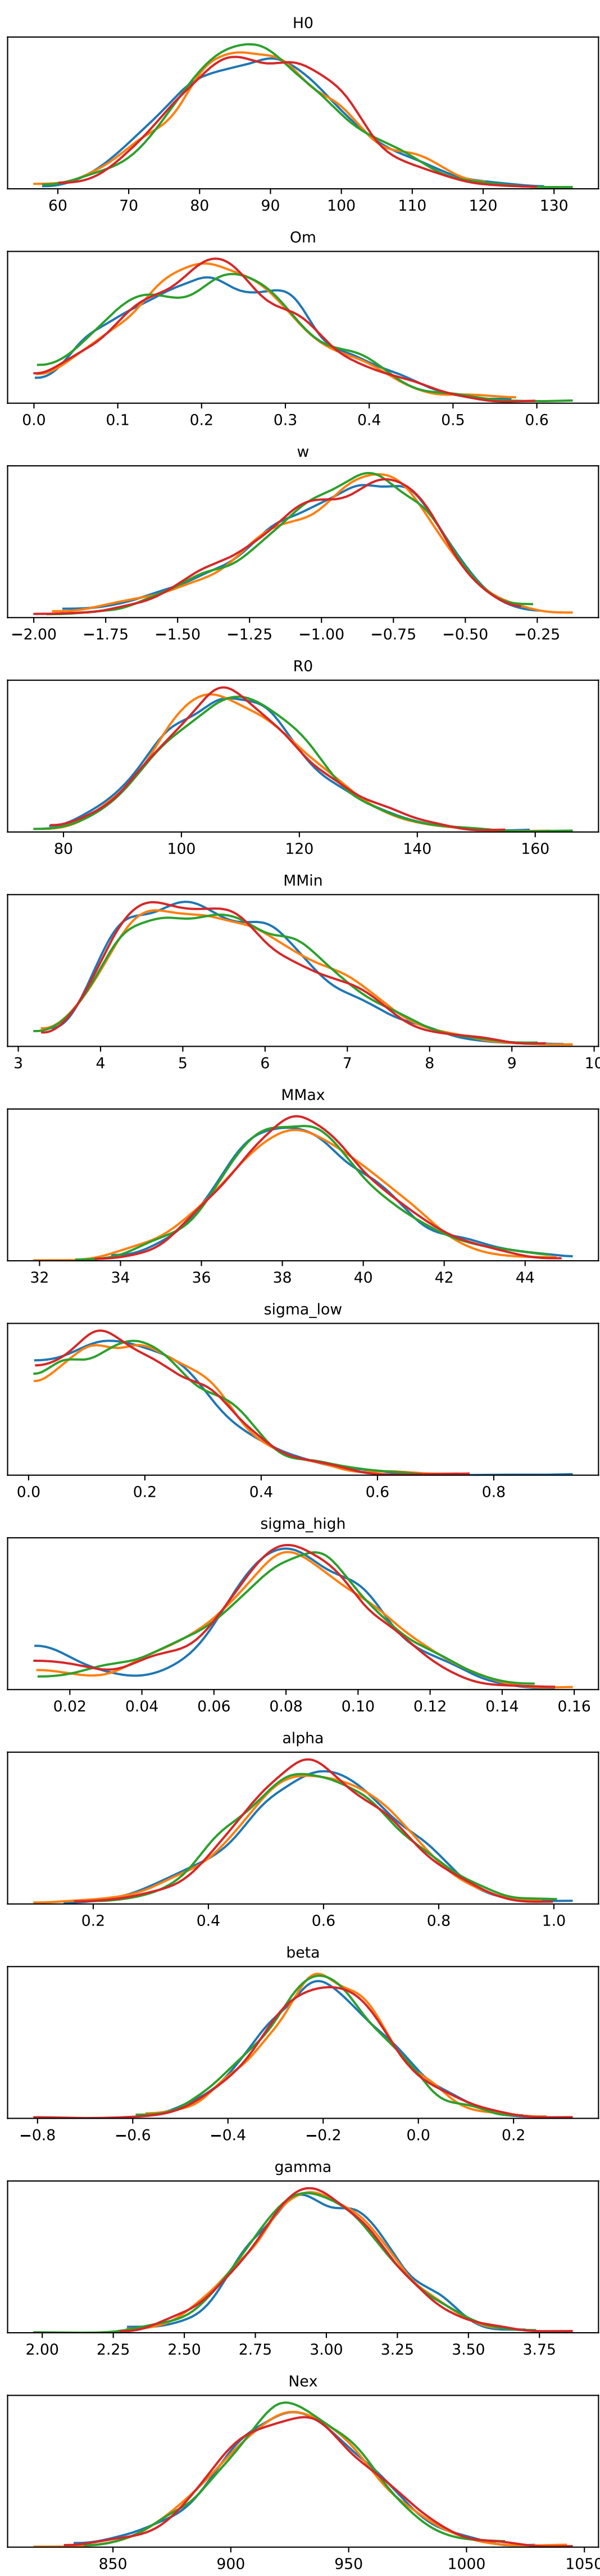 H0
60 70 80 90 100 110 120 130
Om
0.0 0.1 0.2 0.3 0.4 0.5 0.6
w
−2.00 −1.75 −1.50 −1.25 −1.00 −0.75 −0.50 −0.25
R0
80 100 120 140 160
MMin
3 4 5 6 7 8 9 10
MMax
32 34 36 38 40 42 44
sigma_low
0.0 0.2 0.4 0.6 0.8
sigma_high
0.02 0.04 0.06 0.08 0.10 0.12 0.14 0.16
alpha
0.2 0.4 0.6 0.8 1.0
beta
−0.8 −0.6 −0.4 −0.2 0.0 0.2
gamma
2.00 2.25 2.50 2.75 3.00 3.25 3.50 3.75
Nex
850 900 950 1000 1050